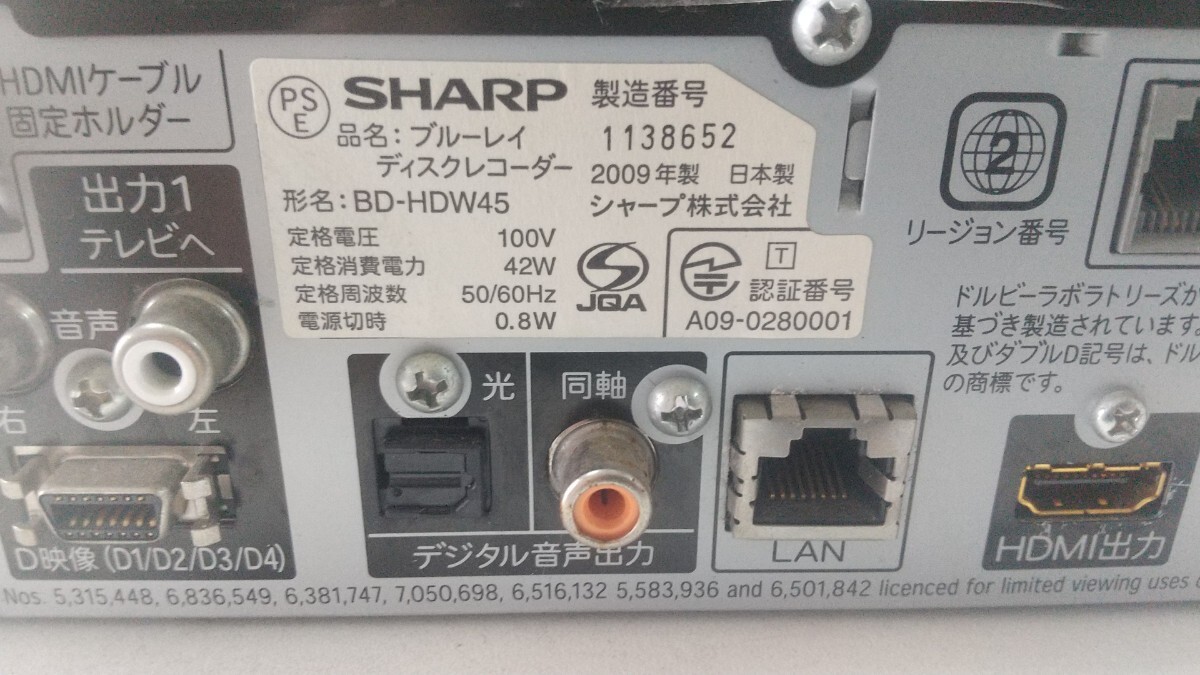 HDMIケーブル
固定ホルダー
出力1
テレビへ
音声
右 左
D映像 (D1/D2/D3/D4)
PS
E
SHARP 製造番号
品名：ブルーレイ 1138652
ディスクレコーダー 2009年製 日本製
形名：BD-HDW45 シャープ株式会社
定格電圧 100V
定格消費電力 42W
定格周波数 50/60Hz
電源切時 0.8W
JQA
T
認証番号
A09-0280001
光 同軸
デジタル音声出力
LAN
2
リージョン番号
ドルビーラボラトリーズか
基づき製造されています。
及びダブルD記号は、ドル
の商標です。
HDMI出力
Nos. 5,315,448, 6,836,549, 6,381,747, 7,050,698, 6,516,132 5,583,936 and 6,501,842 licenced for limited viewing uses